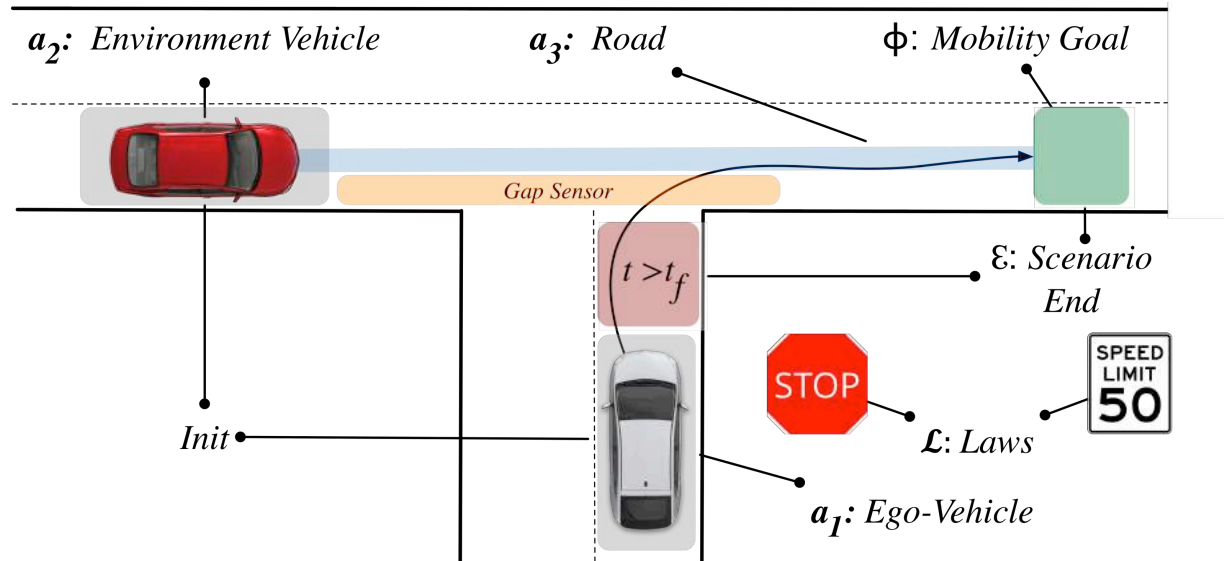 a2: Environment Vehicle
a3: Road
ϕ: Mobility Goal
Gap Sensor
t >tf
Ɛ: Scenario
End
STOP
SPEED
LIMIT
50
Init
ℒ: Laws
a1: Ego-Vehicle